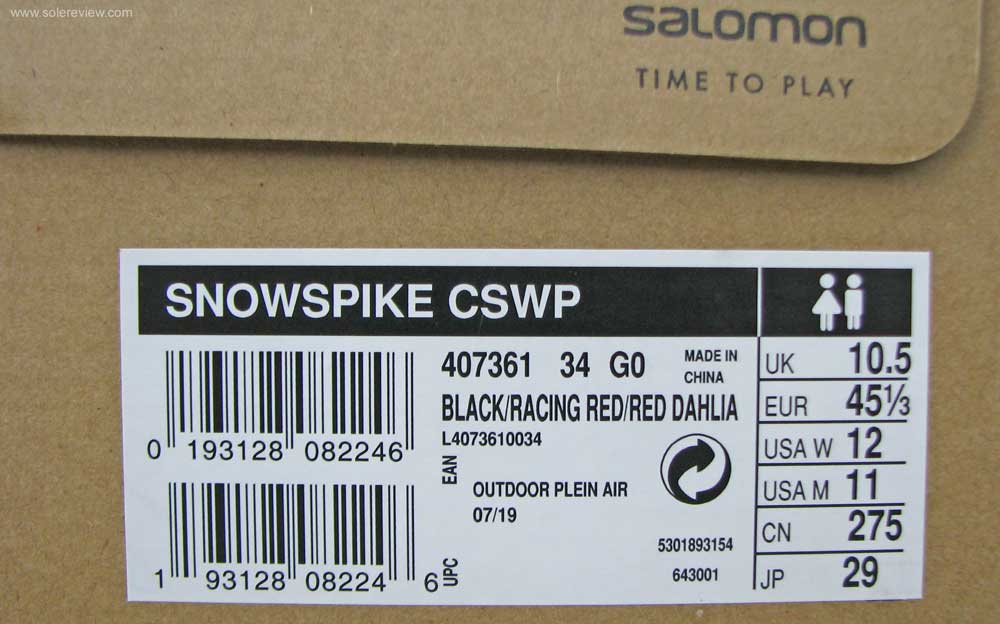 www.solereview.com
salomon
TIME TO PLAY
SNOWSPIKE CSWP
407361 34 G0
MADE IN
CHINA
BLACK/RACING RED/RED DAHLIA
L4073610034
0 193128 082246
EAN
OUTDOOR PLEIN AIR
07/19
5301893154
643001
1 93128 08224 6
UPC
UK 10.5
EUR 45⅓
USA W 12
USA M 11
CN 275
JP 29